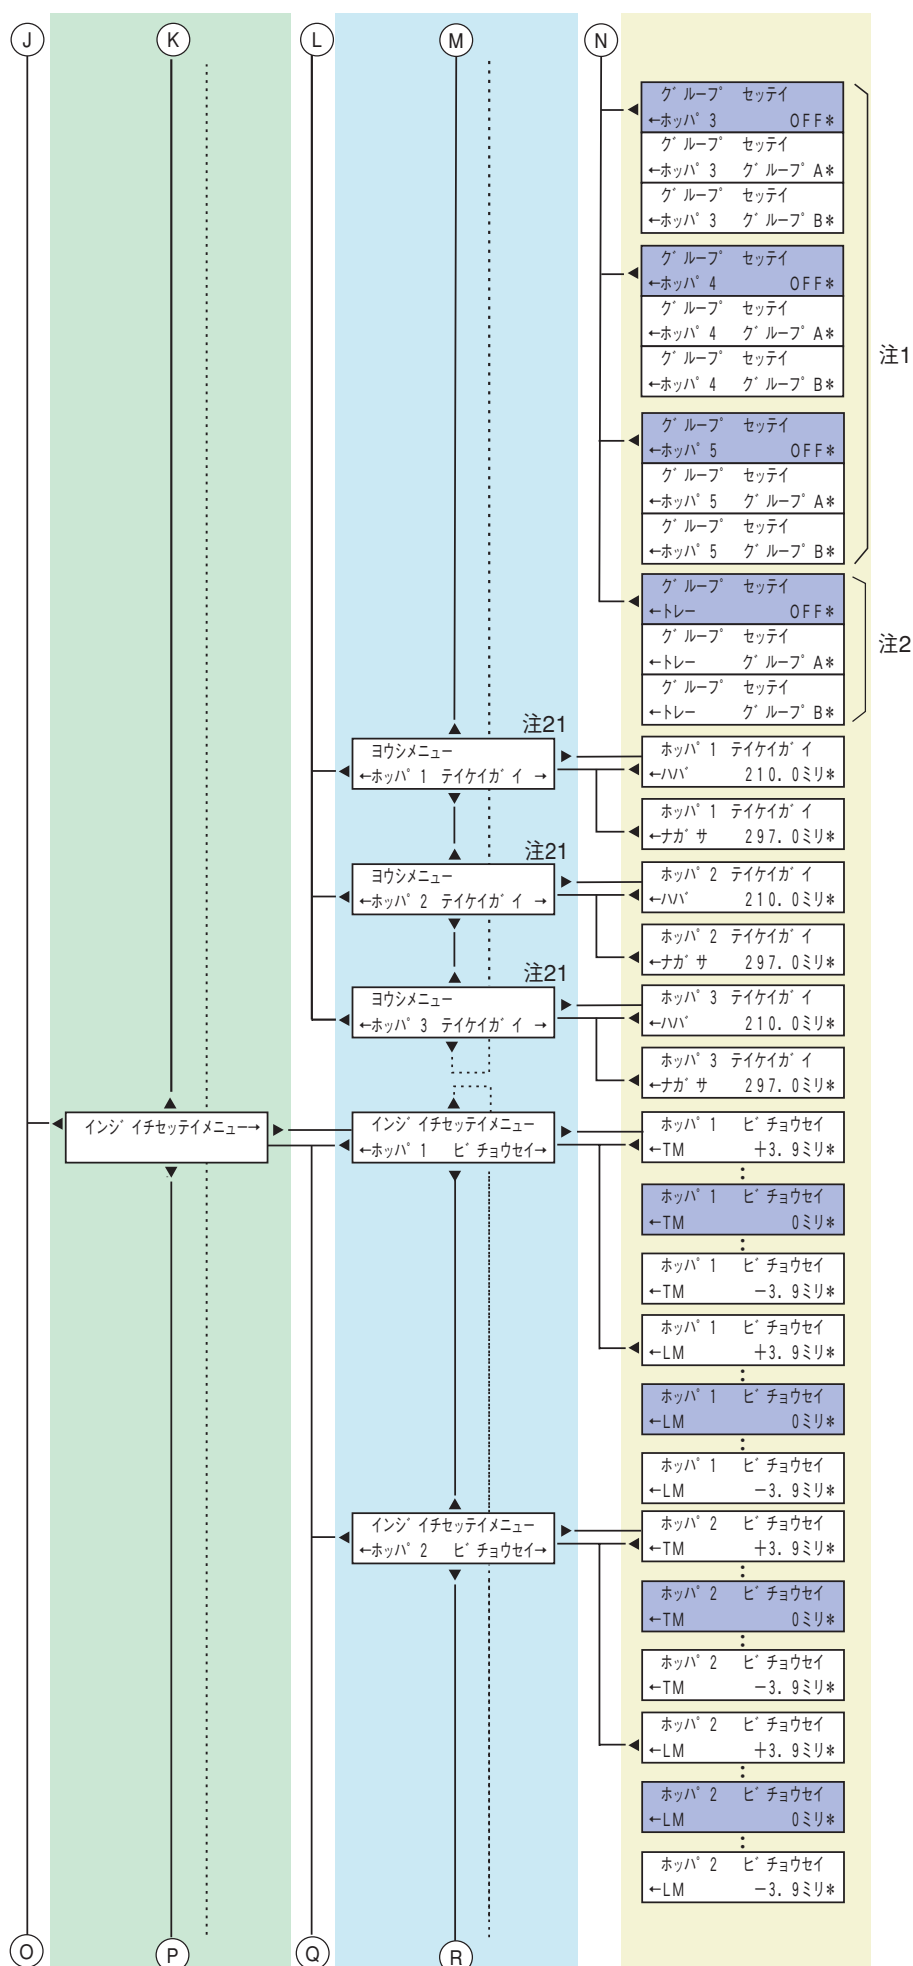 J K L M N
グループ セッテイ
←ホッパ 3 OFF*
グループ セッテイ
←ホッパ 3 グループA*
グループ セッテイ
←ホッパ 3 グループB*
グループ セッテイ
←ホッパ 4 OFF*
グループ セッテイ
←ホッパ 4 グループA*
グループ セッテイ
←ホッパ 4 グループB*
注1
グループ セッテイ
←ホッパ 5 OFF*
グループ セッテイ
←ホッパ 5 グループA*
グループ セッテイ
←ホッパ 5 グループB*
グループ セッテイ
←トレー OFF*
グループ セッテイ
←トレー グループA*
グループ セッテイ
←トレー グループB*
注2
注21
ヨウシメニュー
←ホッパ 1 テイケイガイ →
ホッパ 1 テイケイガイ
←ハバ 210.0ミリ*
ホッパ 1 テイケイガイ
←ナガサ 297.0ミリ*
注21
ヨウシメニュー
←ホッパ 2 テイケイガイ →
ホッパ 2 テイケイガイ
←ハバ 210.0ミリ*
ホッパ 2 テイケイガイ
←ナガサ 297.0ミリ*
注21
ヨウシメニュー
←ホッパ 3 テイケイガイ →
ホッパ 3 テイケイガイ
←ハバ 210.0ミリ*
ホッパ 3 テイケイガイ
←ナガサ 297.0ミリ*
インジイチセッテイメニュー→
インジイチセッテイメニュー
←ホッパ 1 ビチョウセイ→
ホッパ 1 ビチョウセイ
←TM +3.9ミリ*
ホッパ 1 ビチョウセイ
←TM 0ミリ*
ホッパ 1 ビチョウセイ
←TM −3.9ミリ*
ホッパ 1 ビチョウセイ
←LM +3.9ミリ*
ホッパ 1 ビチョウセイ
←LM 0ミリ*
ホッパ 1 ビチョウセイ
←LM −3.9ミリ*
インジイチセッテイメニュー
←ホッパ 2 ビチョウセイ→
ホッパ 2 ビチョウセイ
←TM +3.9ミリ*
ホッパ 2 ビチョウセイ
←TM 0ミリ*
ホッパ 2 ビチョウセイ
←TM −3.9ミリ*
ホッパ 2 ビチョウセイ
←LM +3.9ミリ*
ホッパ 2 ビチョウセイ
←LM 0ミリ*
ホッパ 2 ビチョウセイ
←LM −3.9ミリ*
O P Q R